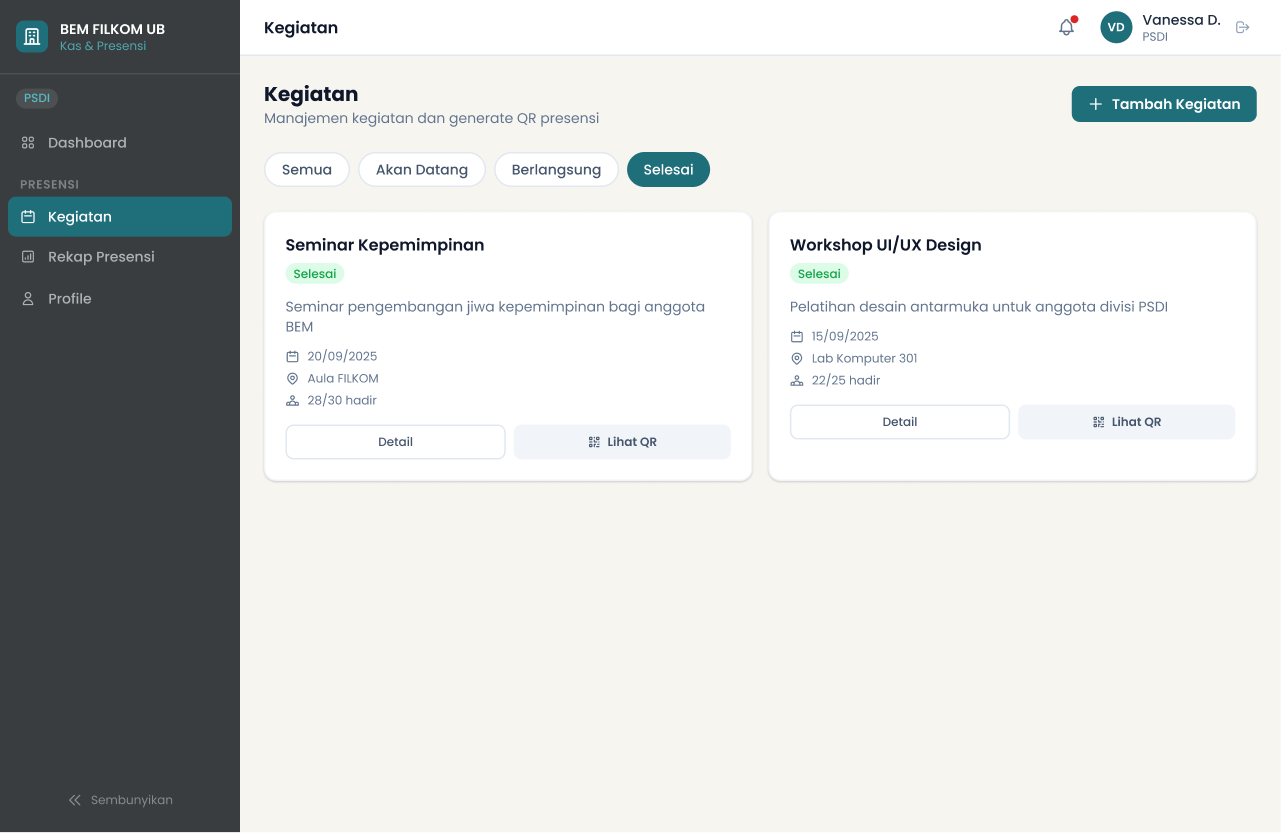 BEM FILKOM UB
Kas & Presensi
PSDI
Dashboard
PRESENSI
Kegiatan
Rekap Presensi
Profile
Sembunyikan
Kegiatan
VD
Vanessa D.
PSDI
Kegiatan
Manajemen kegiatan dan generate QR presensi
Tambah Kegiatan
Semua
Akan Datang
Berlangsung
Selesai
Seminar Kepemimpinan
Selesai
Seminar pengembangan jiwa kepemimpinan bagi anggota
BEM
20/09/2025
Aula FILKOM
28/30 hadir
Detail
Lihat QR
Workshop UI/UX Design
Selesai
Pelatihan desain antarmuka untuk anggota divisi PSDI
15/09/2025
Lab Komputer 301
22/25 hadir
Detail
Lihat QR